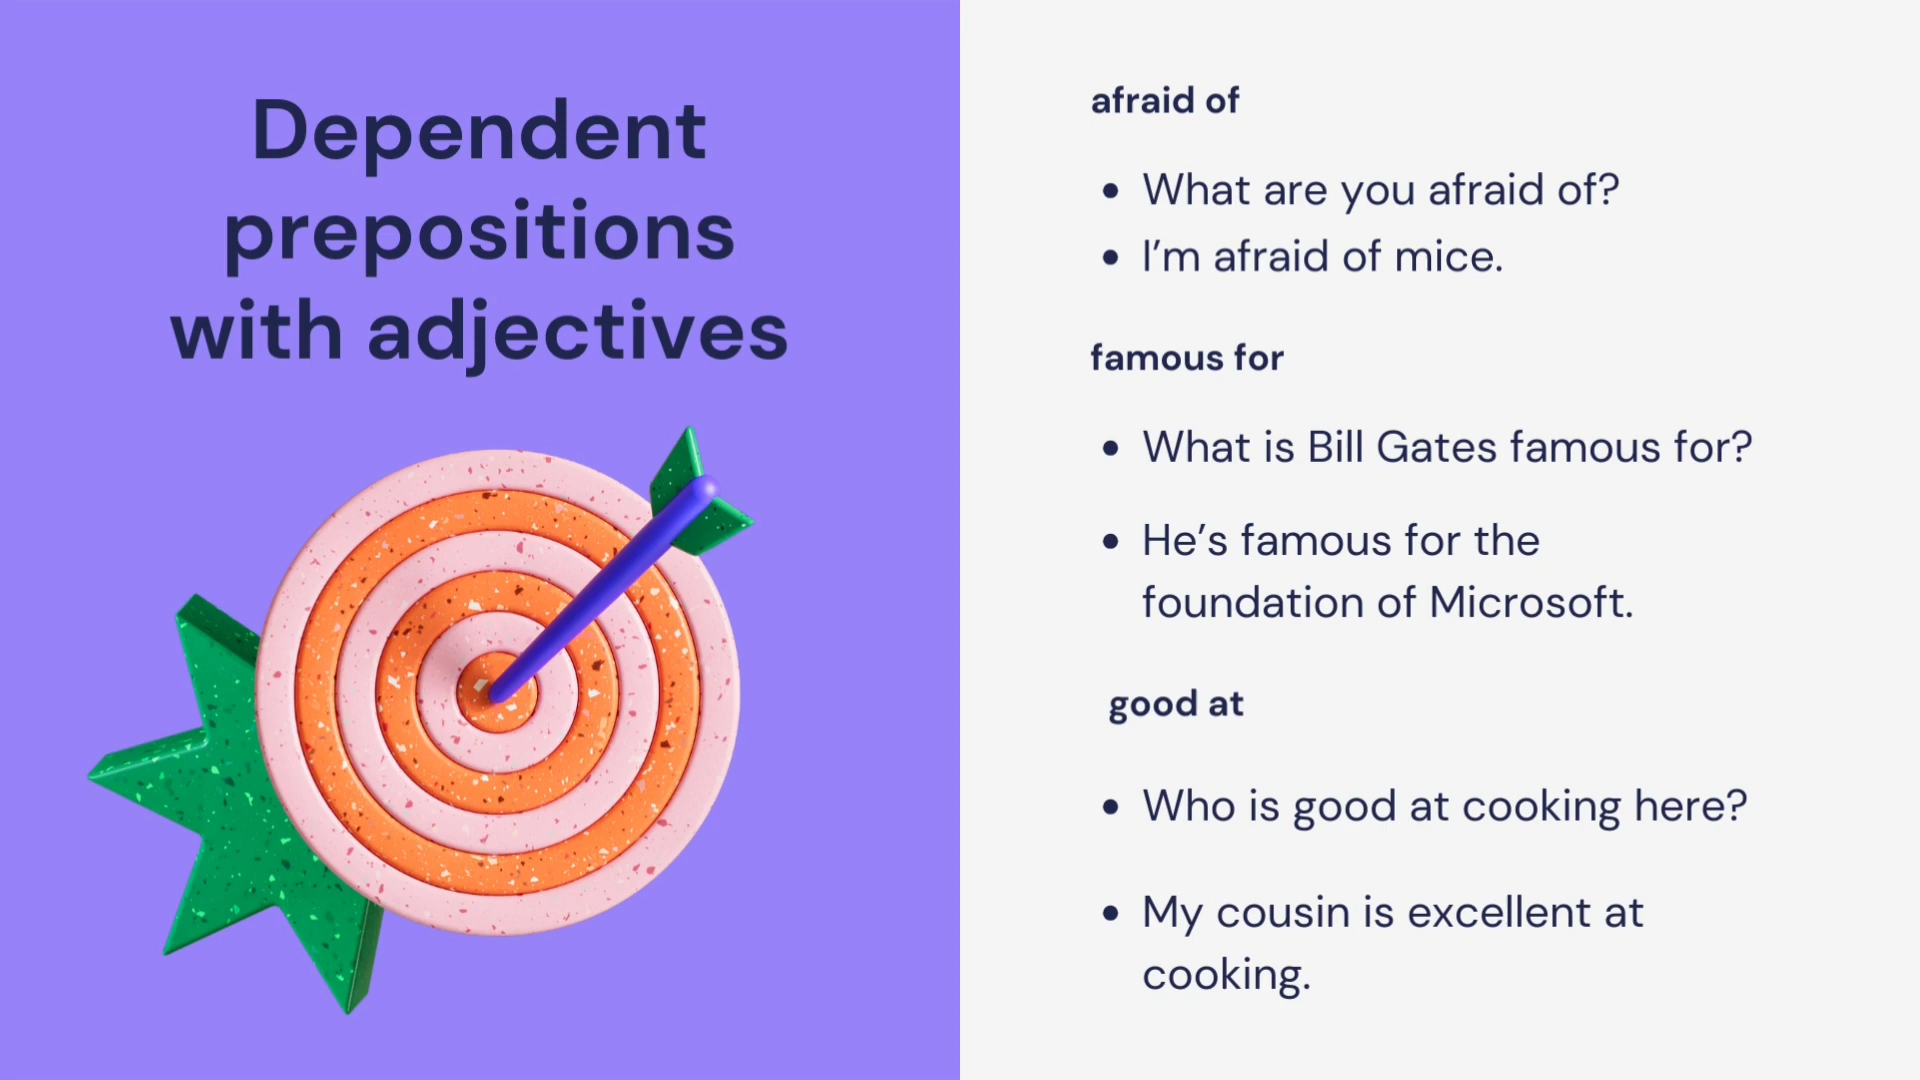 Dependent
prepositions
with adjectives
afraid of
• What are you afraid of?
• I’m afraid of mice.
famous for
• What is Bill Gates famous for?
• He’s famous for the
foundation of Microsoft.
good at
• Who is good at cooking here?
• My cousin is excellent at
cooking.